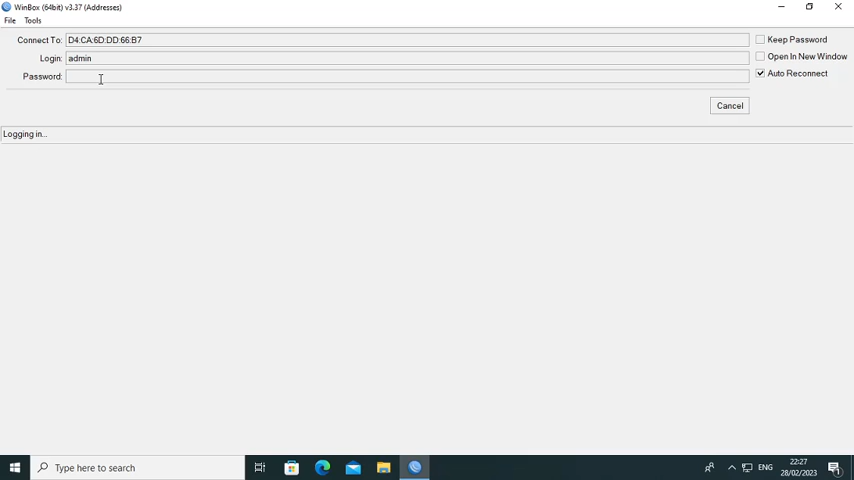 WinBox (64bit) v3.37 (Addresses)
File Tools
Connect To: D4:CA:6D:DD:66:B7
Keep Password
Login: admin
Open In New Window
Password:
Auto Reconnect
Cancel
Logging in...
Type here to search
ENG
22:27
28/02/2023
1